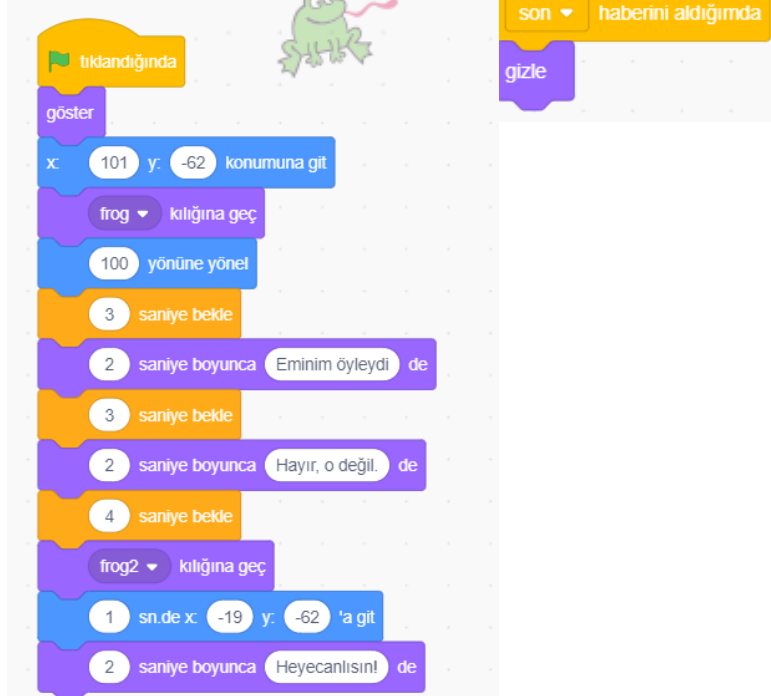 tıklandığında
göster
x: 101 y: -62 konumuna git
frog kılığına geç
100 yönüne yönel
3 saniye bekle
2 saniye boyunca Eminim öyleydi de
3 saniye bekle
2 saniye boyunca Hayır, o değil. de
4 saniye bekle
frog2 kılığına geç
1 sn.de x: -19 y: -62 'a git
2 saniye boyunca Heyecanlısın! de
son haberini aldığımda
gizle